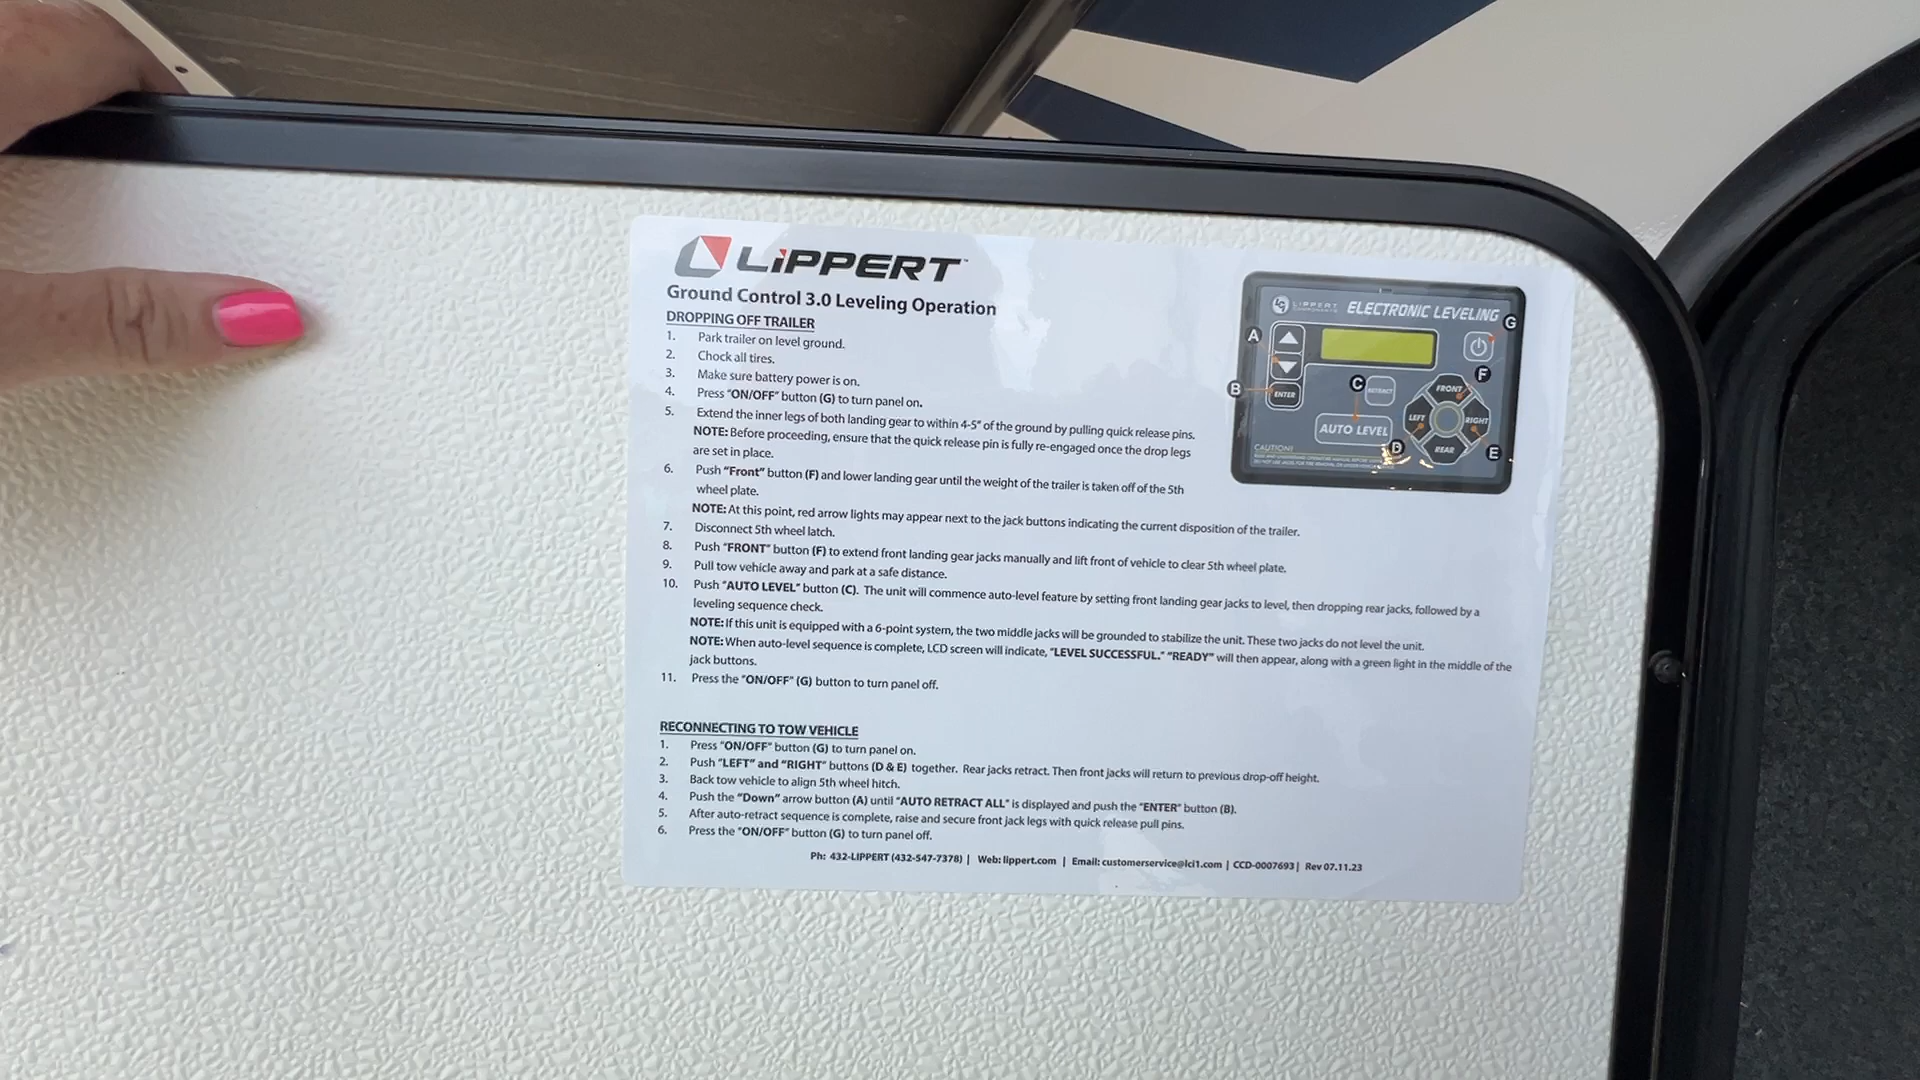 LiPPERT™
Ground Control 3.0 Leveling Operation
DROPPING OFF TRAILER
1. Park trailer on level ground.
2. Chock all tires.
3. Make sure battery power is on.
4. Press "ON/OFF" button (G) to turn panel on.
5. Extend the inner legs of both landing gear to within 4-5" of the ground by pulling quick release pins.
NOTE: Before proceeding, ensure that the quick release pin is fully re-engaged once the drop legs
are set in place.
6. Push "Front" button (F) and lower landing gear until the weight of the trailer is taken off of the 5th
wheel plate.
NOTE: At this point, red arrow lights may appear next to the jack buttons indicating the current disposition of the trailer.
7. Disconnect 5th wheel latch.
8. Push "FRONT" button (F) to extend front landing gear jacks manually and lift front of vehicle to clear 5th wheel plate.
9. Pull tow vehicle away and park at a safe distance.
10. Push "AUTO LEVEL" button (C). The unit will commence auto-level feature by setting front landing gear jacks to level, then dropping rear jacks, followed by a
leveling sequence check.
NOTE: If this unit is equipped with a 6-point system, the two middle jacks will be grounded to stabilize the unit. These two jacks do not level the unit.
NOTE: When auto-level sequence is complete, LCD screen will indicate, "LEVEL SUCCESSFUL." "READY" will then appear, along with a green light in the middle of the
jack buttons.
11. Press the "ON/OFF" (G) button to turn panel off.
RECONNECTING TO TOW VEHICLE
1. Press "ON/OFF" button (G) to turn panel on.
2. Push "LEFT" and "RIGHT" buttons (D & E) together. Rear jacks retract. Then front jacks will return to previous drop-off height.
3. Back tow vehicle to align 5th wheel hitch.
4. Push the "Down" arrow button (A) until "AUTO RETRACT ALL" is displayed and push the "ENTER" button (B).
5. After auto-retract sequence is complete, raise and secure front jack legs with quick release pull pins.
6. Press the "ON/OFF" button (G) to turn panel off.
Ph: 432-LIPPERT (432-547-7378) | Web: lippert.com | Email: customerservice@lci1.com | CCD-0007693 | Rev 07.11.23
LIPPERT COMPONENTS ELECTRONIC LEVELING
G
A
F
B
ENTER
C
RETRACT
FRONT
LEFT
RIGHT
AUTO LEVEL
D
REAR
E
CAUTION!